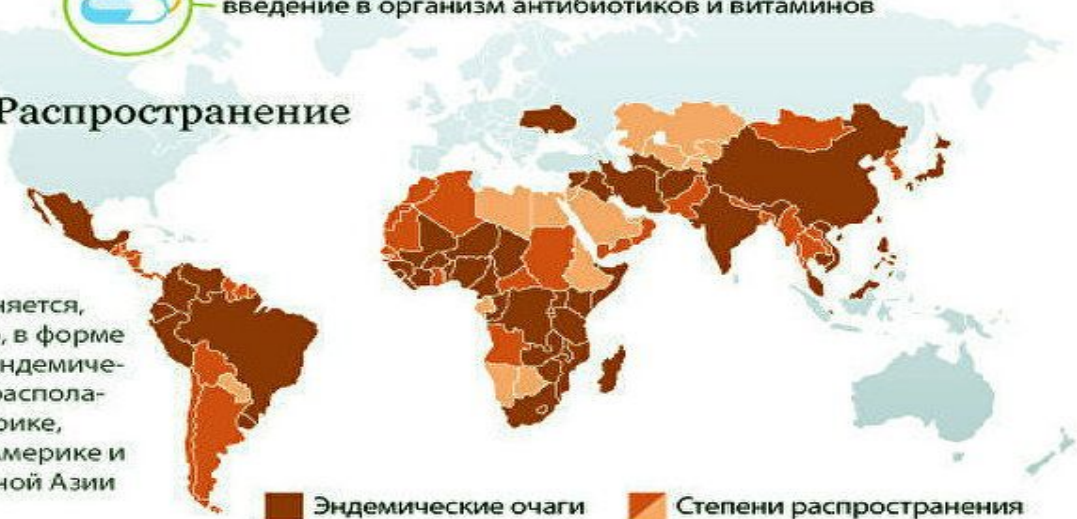 введение в организм антибиотиков и витаминов
Распространение
няется,
, в форме
ндемиче-
распола-
рике,
мерике и
ной Азии
Эндемические очаги
Степени распространения